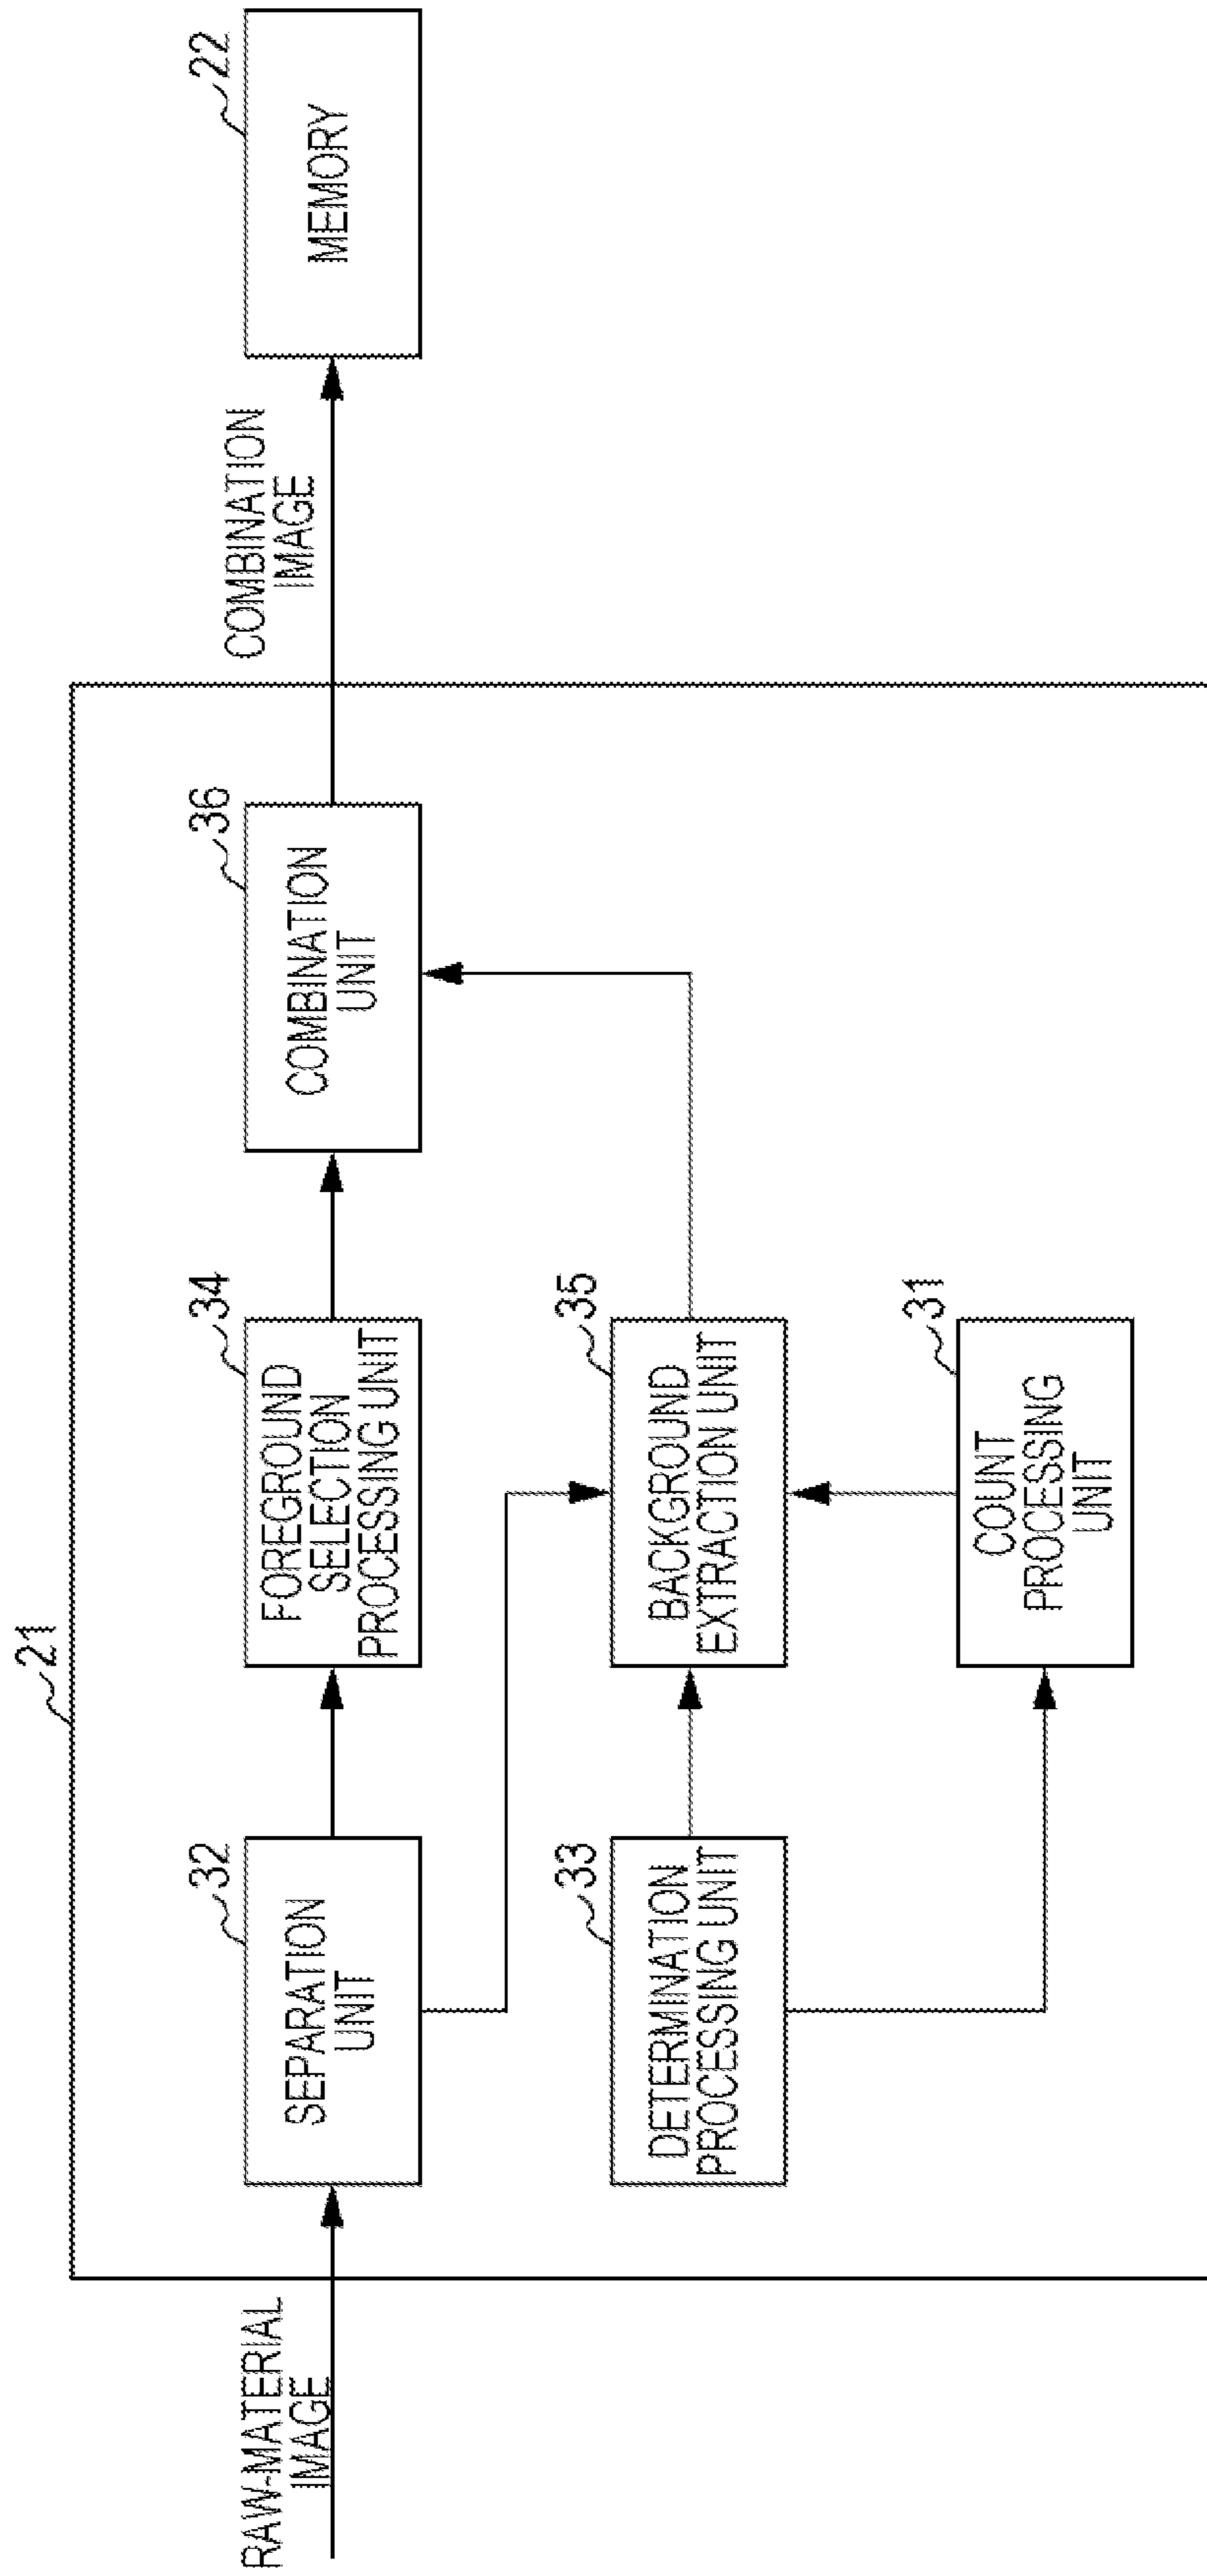 21
RAW-MATERIAL
IMAGE
32
SEPARATION
UNIT
34
FOREGROUND
SELECTION
PROCESSING UNIT
36
COMBINATION
UNIT
COMBINATION
IMAGE
22
MEMORY
33
DETERMINATION
PROCESSING UNIT
35
BACKGROUND
EXTRACTION UNIT
31
COUNT
PROCESSING
UNIT